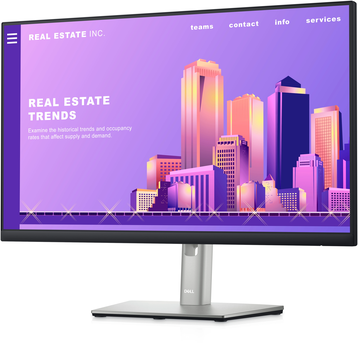 REAL ESTATE INC.
teams contact info services
REAL ESTATE
TRENDS
Examine the historical trends and occupancy
rates that affect supply and demand.
DELL